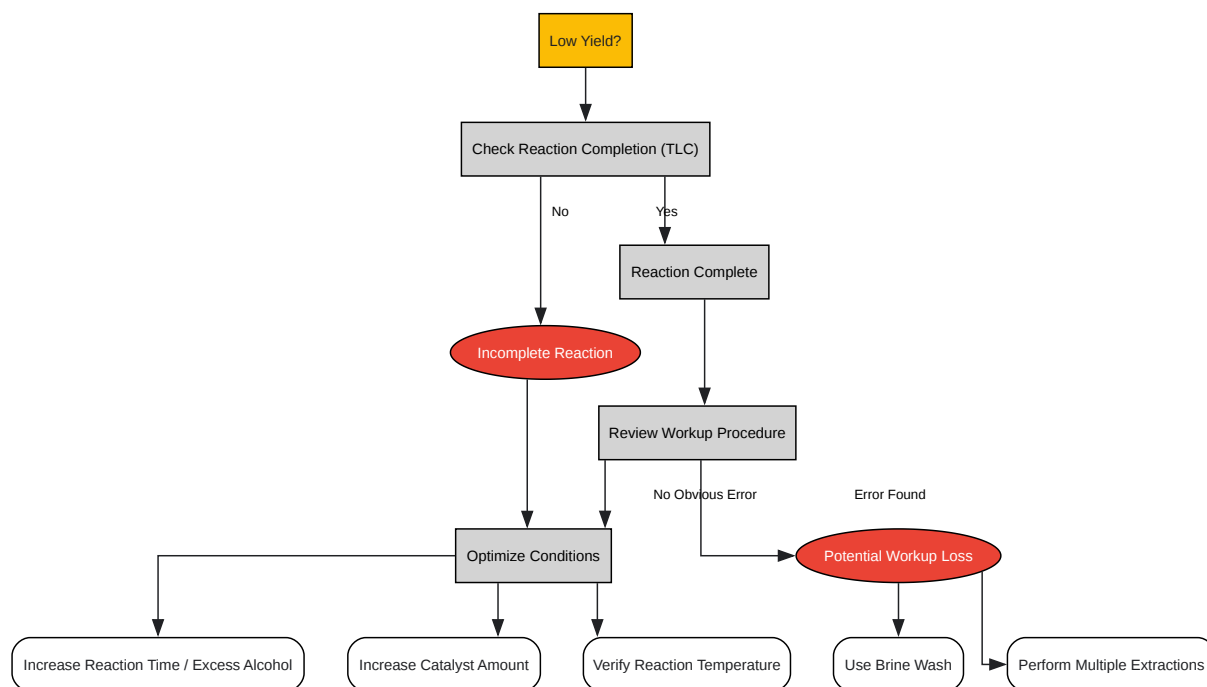 Low Yield?
Check Reaction Completion (TLC)
No
Yes
Reaction Complete
Incomplete Reaction
Review Workup Procedure
No Obvious Error
Error Found
Optimize Conditions
Potential Workup Loss
Increase Reaction Time / Excess Alcohol
Increase Catalyst Amount
Verify Reaction Temperature
Use Brine Wash
Perform Multiple Extractions